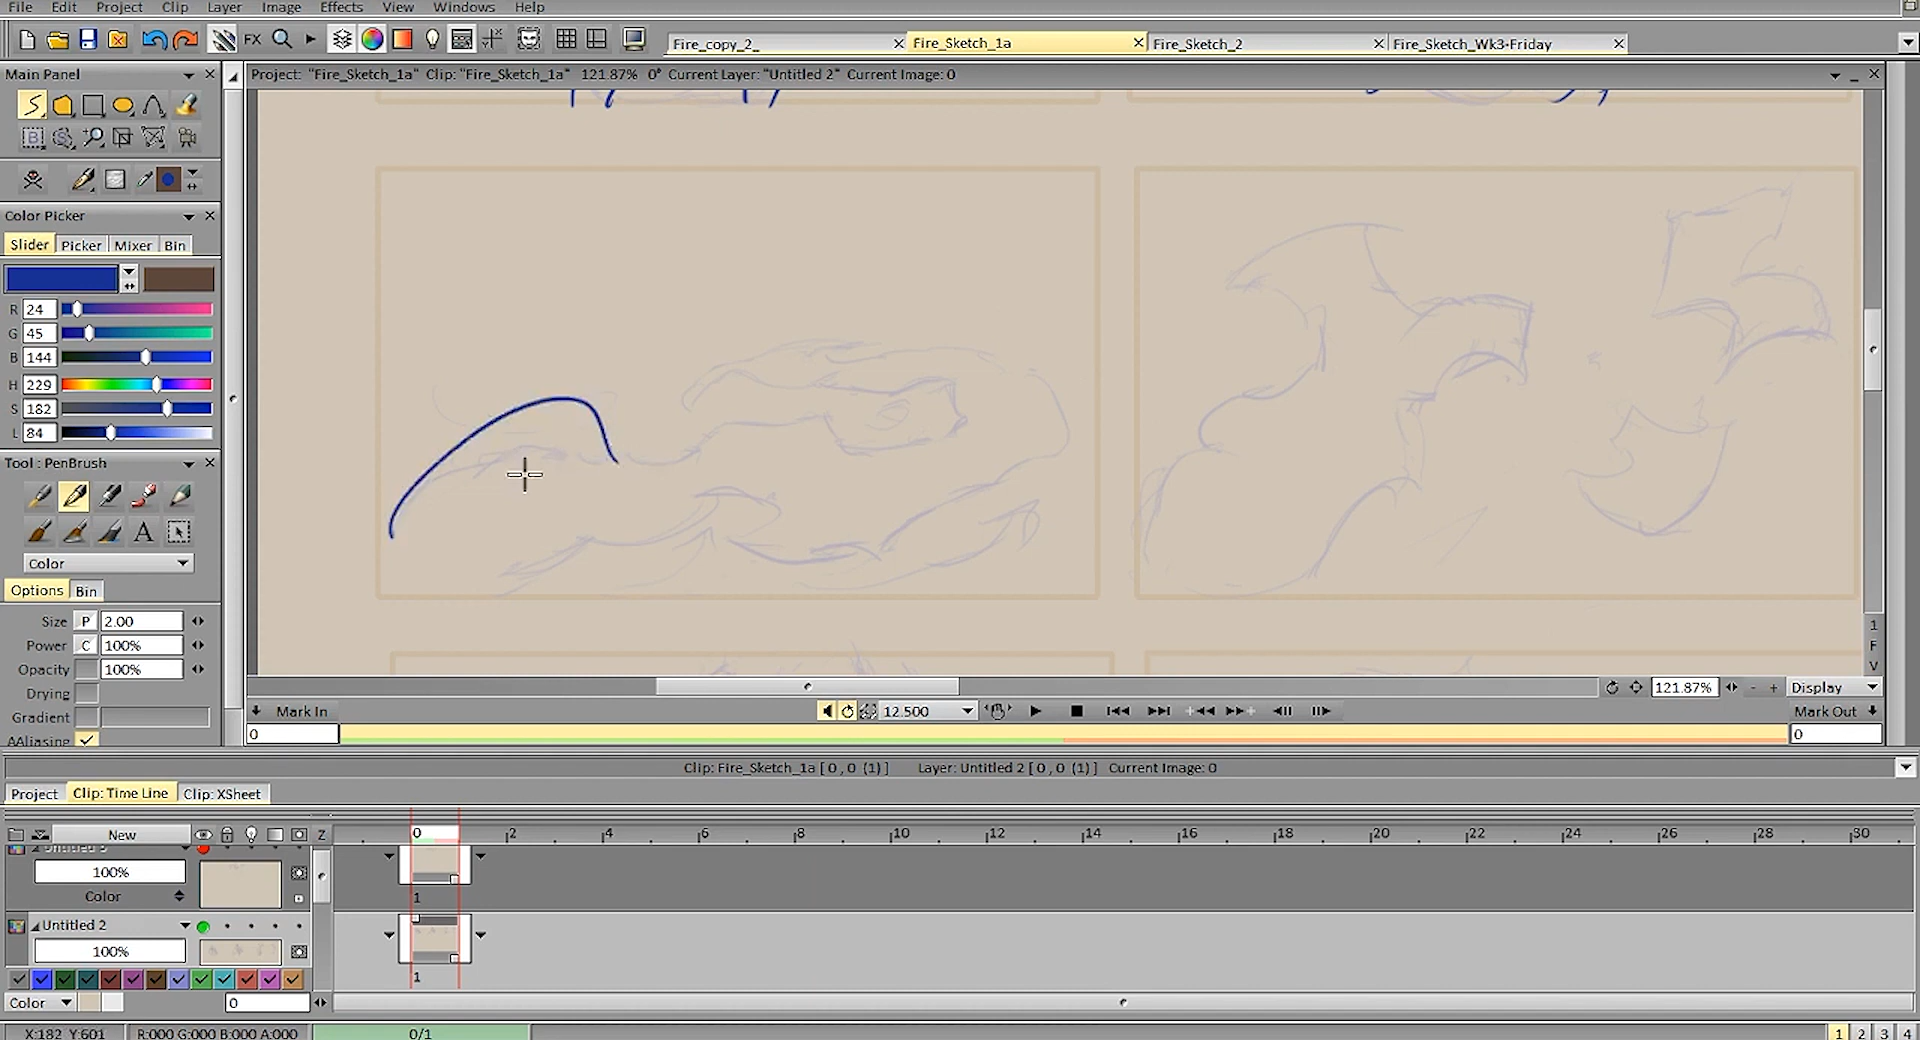 File Edit Project Clip Layer Image Effects View Windows Help
FX
Fire_copy_2_ Fire_Sketch_1a Fire_Sketch_2 Fire_Sketch_Wk3-Friday
Main Panel
Project: "Fire_Sketch_1a" Clip: "Fire_Sketch_1a" 121.87% 0° Current Layer: "Untitled 2" Current Image: 0
Color Picker
Slider Picker Mixer Bin
R 24
G 45
B 144
H 229
S 182
L 84
Tool : PenBrush
A
Color
Options Bin
Size P 2.00
Power C 100%
Opacity 100%
Drying
Gradient
AAliasing
1
F
V
121.87% - + Display
Mark In 12.500 Mark Out
0 0
Clip: Fire_Sketch_1a [ 0 , 0 (1) ] Layer: Untitled 2 [ 0 , 0 (1) ] Current Image: 0
Project Clip: Time Line Clip: XSheet
New Z 0 2 4 6 8 10 12 14 16 18 20 22 24 26 28 30
100%
Color 1
Untitled 2
100%
1
Color 0
X:182 Y:601 R:000 G:000 B:000 A:000 0/1 1 2 3 4